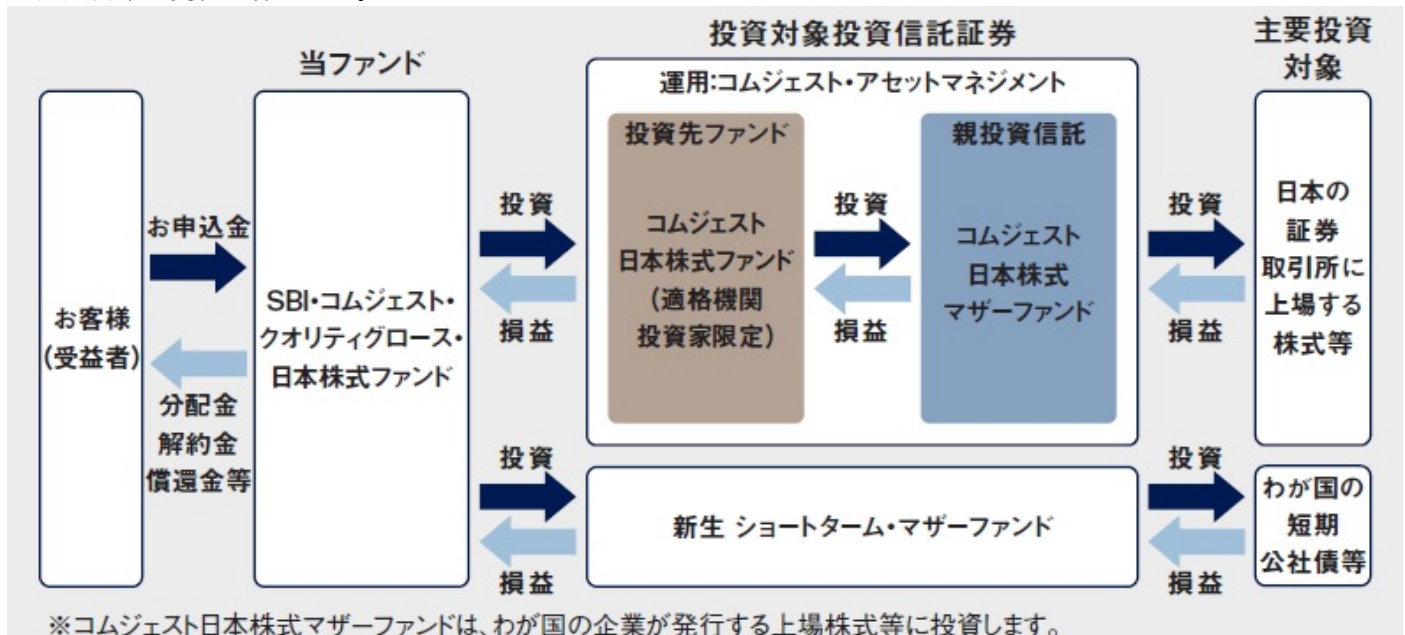 投資対象投資信託証券
主要投資
対象
当ファンド
運用:コムジェスト・アセットマネジメント
投資先ファンド
親投資信託
お客様
(受益者)
お申込金
分配金
解約金
償還金等
SBI・コムジェスト・
クオリティグロース・
日本株式ファンド
投資
損益
コムジェスト
日本株式ファンド
(適格機関
投資家限定)
投資
損益
コムジェスト
日本株式
マザーファンド
投資
損益
日本の
証券
取引所に
上場する
株式等
投資
損益
新生 ショートターム・マザーファンド
投資
損益
わが国の
短期
公社債等
※コムジェスト日本株式マザーファンドは、わが国の企業が発行する上場株式等に投資します。